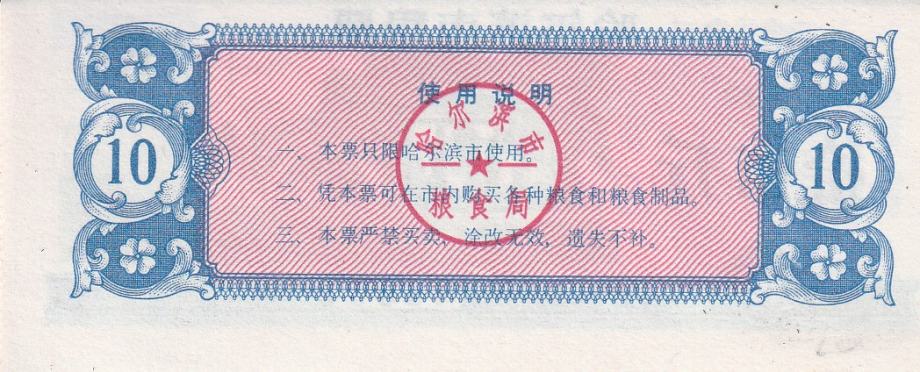 使用说明
哈尔滨市
10 一、本票只限哈尔滨市使用。 10
二、凭本票可在市内购买各种粮食和粮食制品。
粮食局
三、本票严禁买卖，涂改无效，遗失不补。